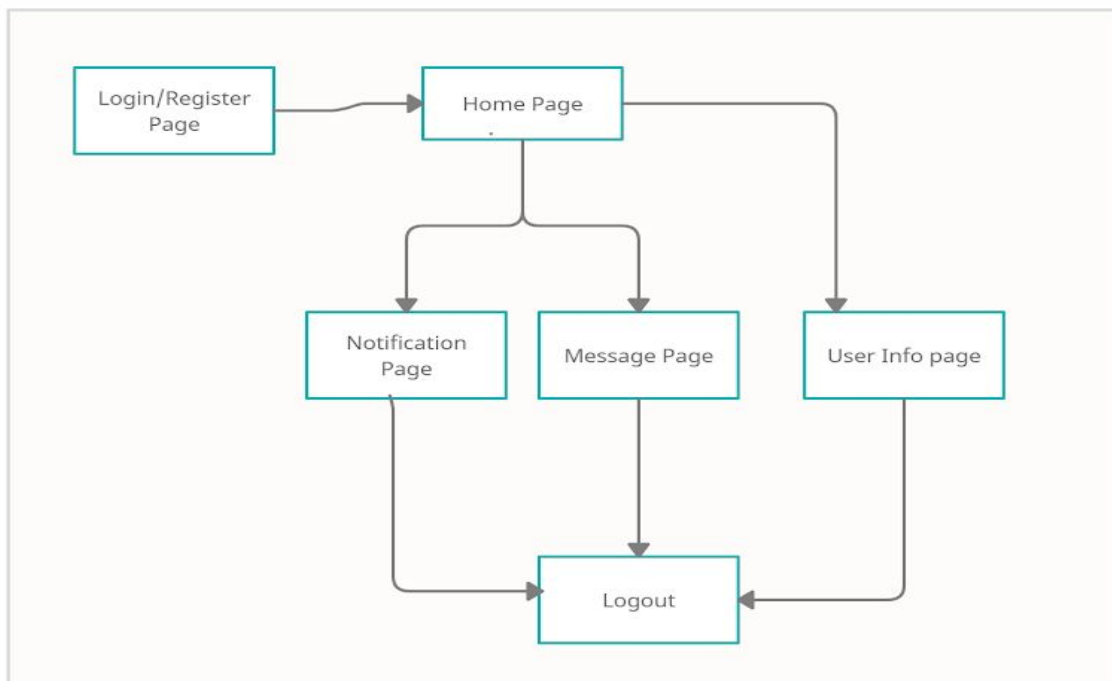 Login/Register
Page
Home Page
Notification
Page
Message Page
User Info page
Logout